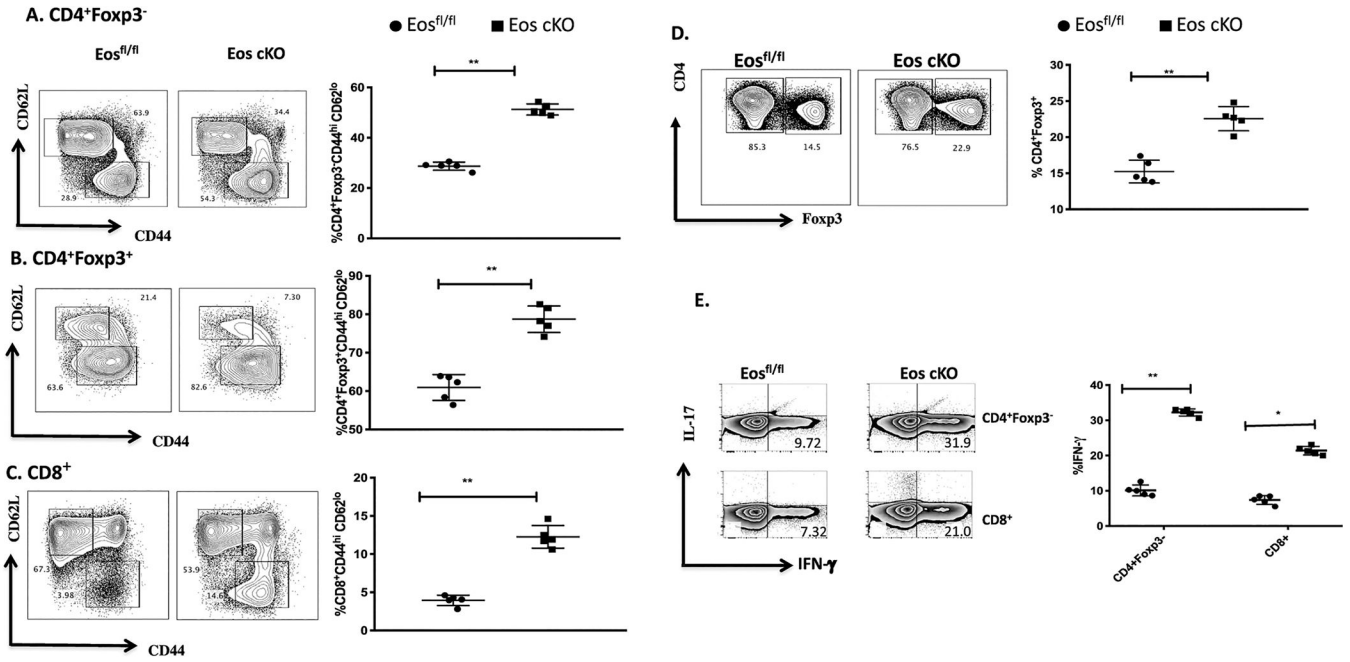 A. CD4⁺Foxp3⁻
Eosᶠˡ/ᶠˡ Eos cKO
Eosᶠˡ/ᶠˡ Eos cKO
CD62L
63.9 34.4
28.9 54.3
CD44
%CD4⁺Foxp3⁻CD44ʰⁱ CD62ˡᵒ
60
40
20
0
**
B. CD4⁺Foxp3⁺
CD62L
21.4 7.30
63.6 82.6
CD44
%CD4⁺Foxp3⁺CD44ʰⁱ CD62ˡᵒ
90
80
70
60
50
**
C. CD8⁺
CD62L
67.3 53.9
3.98 14.6
CD44
%CD8⁺CD44ʰⁱ CD62ˡᵒ
20
15
10
5
0
**
D.
Eosᶠˡ/ᶠˡ Eos cKO
Eosᶠˡ/ᶠˡ Eos cKO
CD4
85.3 14.5 76.5 22.9
Foxp3
% CD4⁺Foxp3⁺
30
25
20
15
10
**
E.
Eosᶠˡ/ᶠˡ Eos cKO
IL-17
CD4⁺Foxp3⁻
9.72 31.9
CD8⁺
7.32 21.0
IFN-γ
%IFN-γ
40
30
20
10
0
**
*
CD4+Foxp3-
CD8+